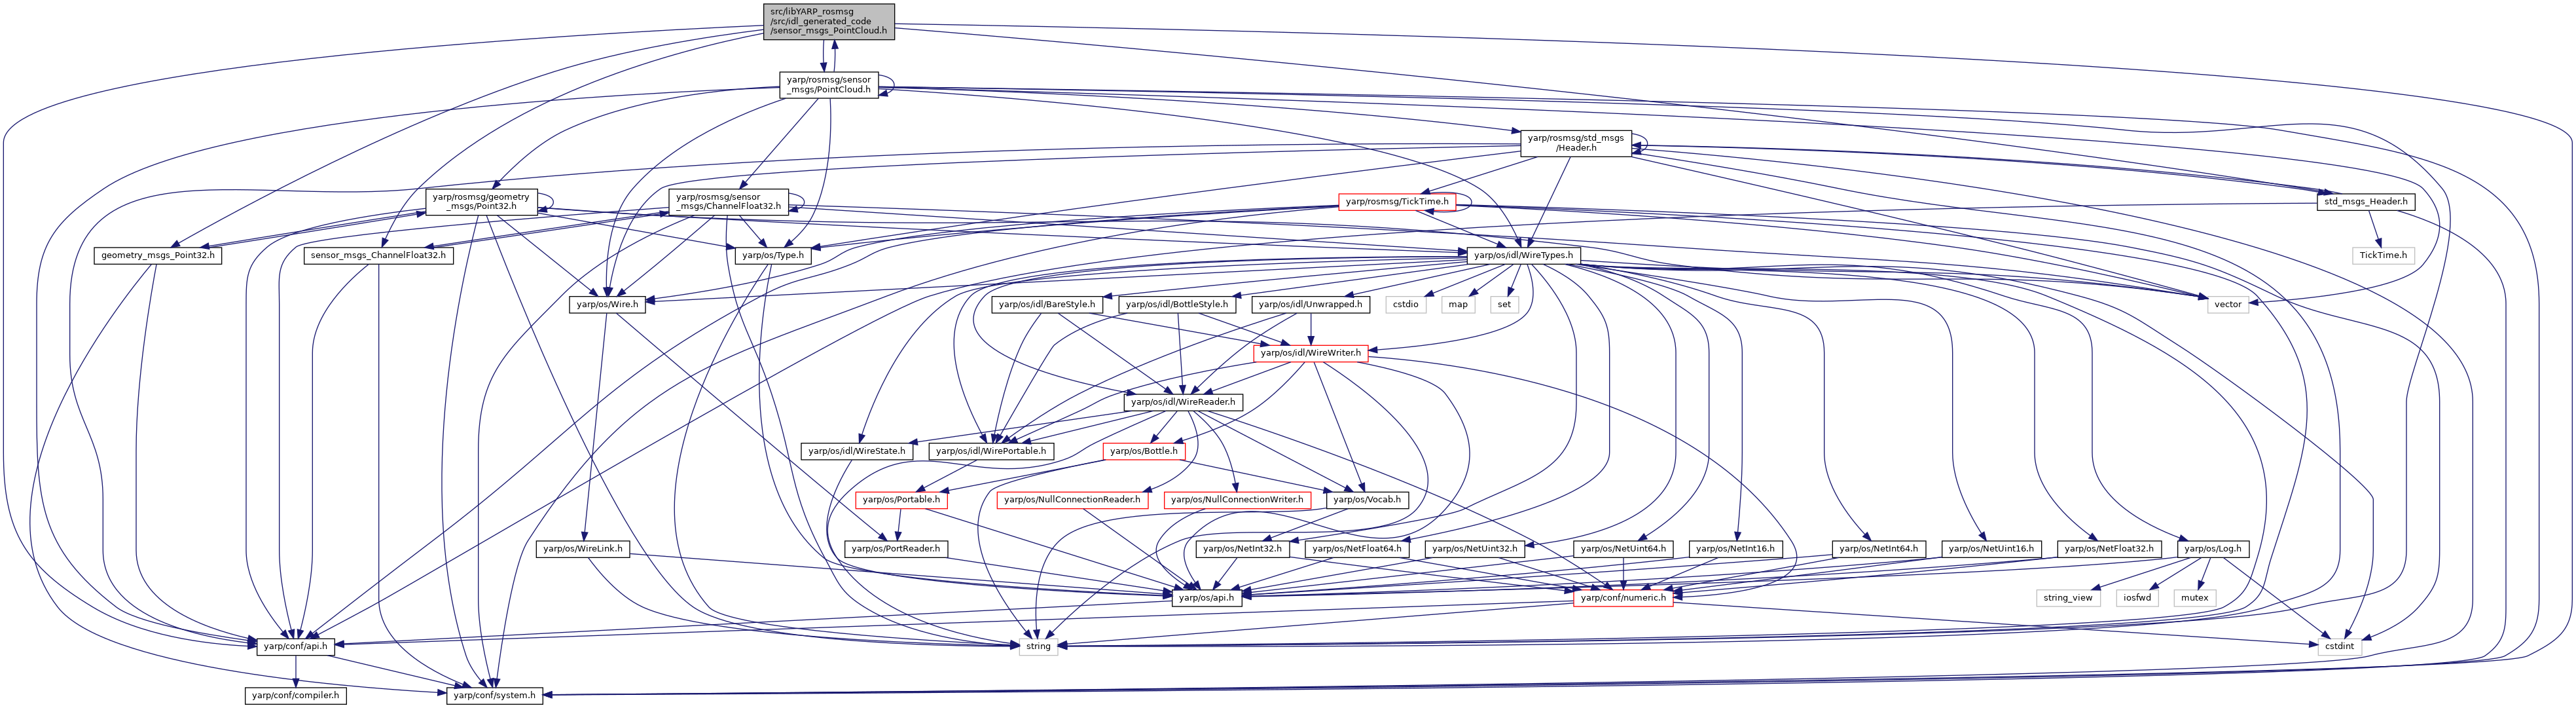 src/libYARP_rosmsg
/src/idl_generated_code
/sensor_msgs_PointCloud.h
yarp/rosmsg/sensor
_msgs/PointCloud.h
yarp/rosmsg/std_msgs
/Header.h
yarp/rosmsg/geometry
_msgs/Point32.h
yarp/rosmsg/sensor
_msgs/ChannelFloat32.h
yarp/rosmsg/TickTime.h
std_msgs_Header.h
geometry_msgs_Point32.h
sensor_msgs_ChannelFloat32.h
yarp/os/Type.h
yarp/os/idl/WireTypes.h
TickTime.h
yarp/os/Wire.h
yarp/os/idl/BareStyle.h
yarp/os/idl/BottleStyle.h
yarp/os/idl/Unwrapped.h
cstdio
map
set
vector
yarp/os/idl/WireWriter.h
yarp/os/idl/WireReader.h
yarp/os/idl/WireState.h
yarp/os/idl/WirePortable.h
yarp/os/Bottle.h
yarp/os/Portable.h
yarp/os/NullConnectionReader.h
yarp/os/NullConnectionWriter.h
yarp/os/Vocab.h
yarp/os/WireLink.h
yarp/os/PortReader.h
yarp/os/NetInt32.h
yarp/os/NetFloat64.h
yarp/os/NetUint32.h
yarp/os/NetUint64.h
yarp/os/NetInt16.h
yarp/os/NetInt64.h
yarp/os/NetUint16.h
yarp/os/NetFloat32.h
yarp/os/Log.h
yarp/os/api.h
yarp/conf/numeric.h
string_view
iosfwd
mutex
yarp/conf/api.h
string
cstdint
yarp/conf/compiler.h
yarp/conf/system.h